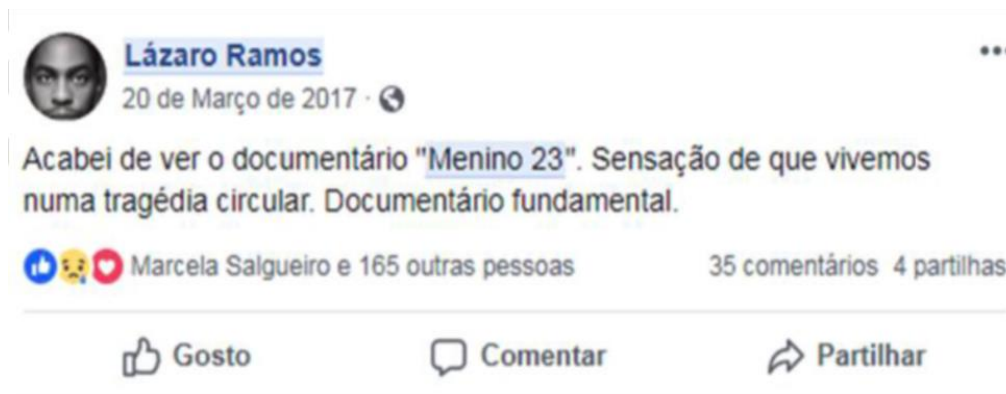 Lázaro Ramos
20 de Março de 2017 ·
Acabei de ver o documentário "Menino 23". Sensação de que vivemos
numa tragédia circular. Documentário fundamental.
Marcela Salgueiro e 165 outras pessoas 35 comentários 4 partilhas
Gosto Comentar Partilhar